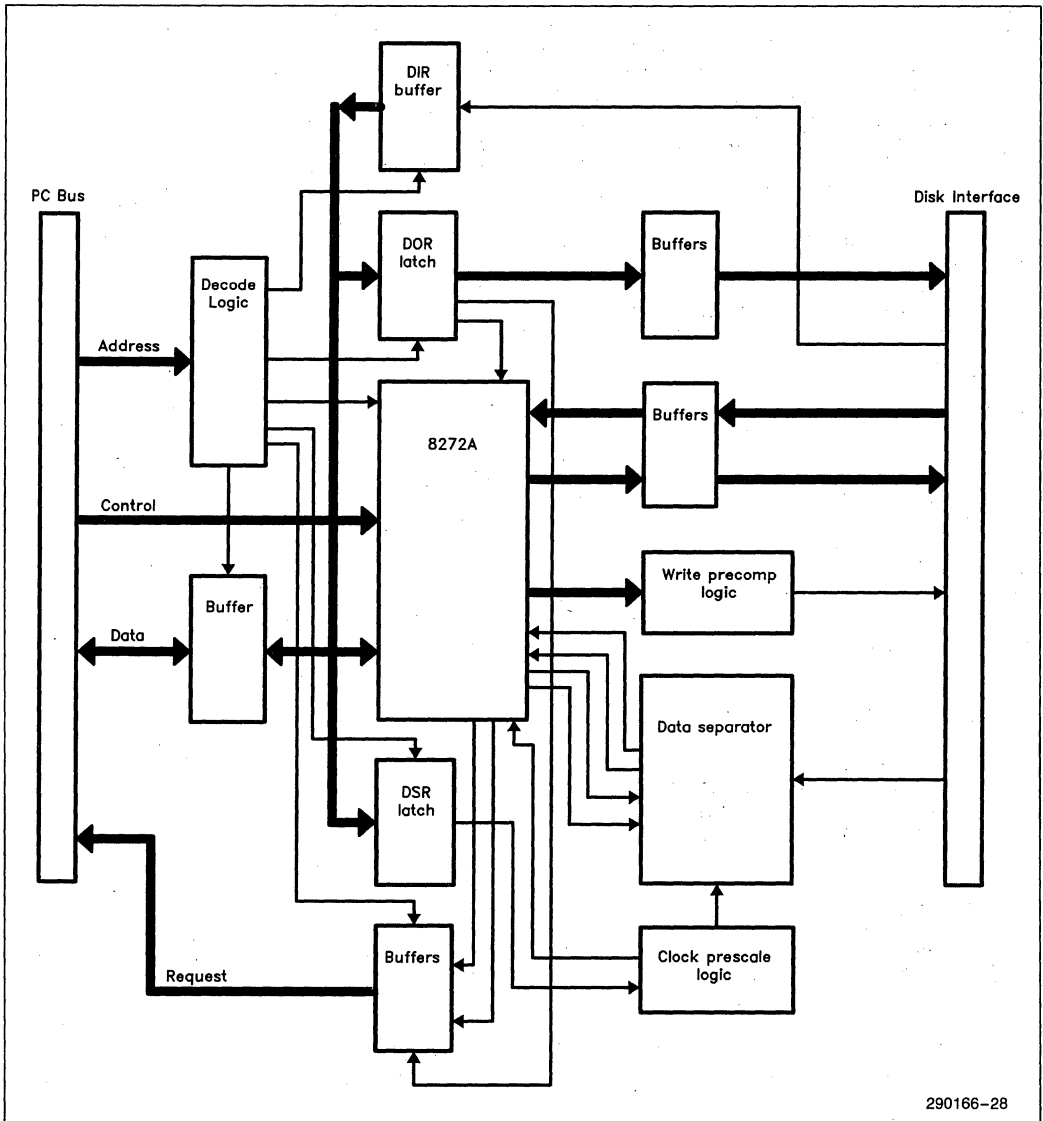 DIR
buffer
PC Bus
Disk Interface
DOR
latch
Buffers
Decode
Logic
Address
Buffers
8272A
Control
Write precomp
logic
Buffer
Data
Data separator
DSR
latch
Buffers
Clock prescale
logic
Request
290166-28